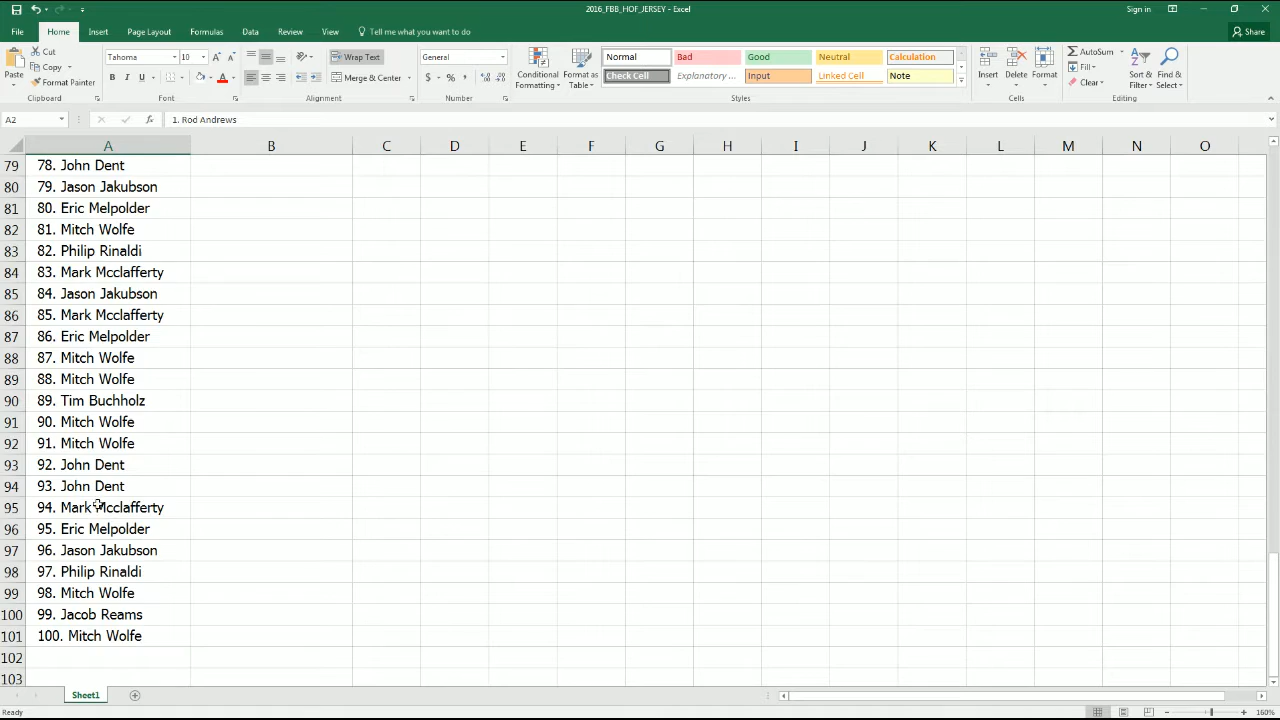 2016_FBB_HOF_JERSEY - Excel
Sign in
File Home Insert Page Layout Formulas Data Review View Tell me what you want to do Share
Paste Cut Copy Format Painter Clipboard
Tahoma 10 B I U Font
Wrap Text Merge & Center Alignment
General $ % , Number
Conditional Formatting Format as Table
Normal Bad Good Neutral Calculation
Check Cell Explanatory ... Input Linked Cell Note
Styles
Insert Delete Format Cells
AutoSum Fill Clear Sort & Filter Find & Select Editing
A2 fx 1. Rod Andrews
A B C D E F G H I J K L M N O
79 78. John Dent
80 79. Jason Jakubson
81 80. Eric Melpolder
82 81. Mitch Wolfe
83 82. Philip Rinaldi
84 83. Mark Mcclafferty
85 84. Jason Jakubson
86 85. Mark Mcclafferty
87 86. Eric Melpolder
88 87. Mitch Wolfe
89 88. Mitch Wolfe
90 89. Tim Buchholz
91 90. Mitch Wolfe
92 91. Mitch Wolfe
93 92. John Dent
94 93. John Dent
95 94. Mark Mcclafferty
96 95. Eric Melpolder
97 96. Jason Jakubson
98 97. Philip Rinaldi
99 98. Mitch Wolfe
100 99. Jacob Reams
101 100. Mitch Wolfe
102
103
Sheet1
Ready 160%